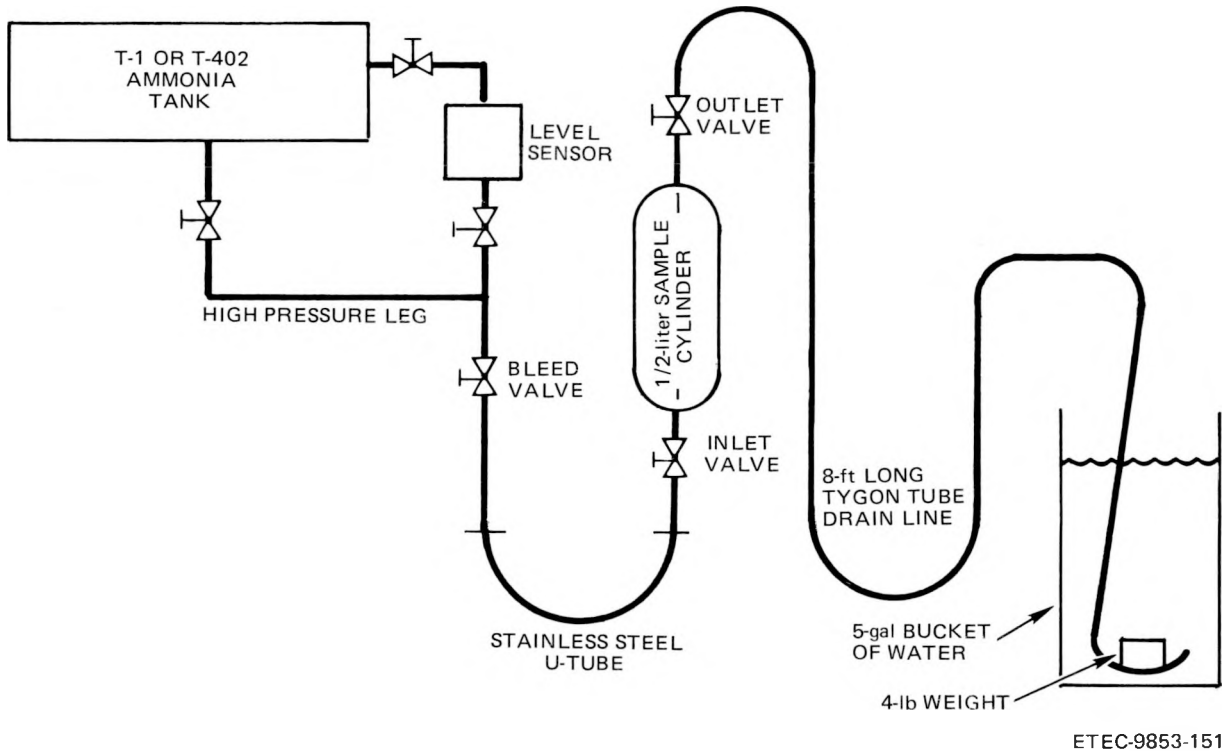 T-1 OR T-402
AMMONIA
TANK
LEVEL
SENSOR
OUTLET
VALVE
1/2-liter SAMPLE
CYLINDER
HIGH PRESSURE LEG
BLEED
VALVE
INLET
VALVE
8-ft LONG
TYGON TUBE
DRAIN LINE
STAINLESS STEEL
U-TUBE
5-gal BUCKET
OF WATER
4-lb WEIGHT
ETEC-9853-151